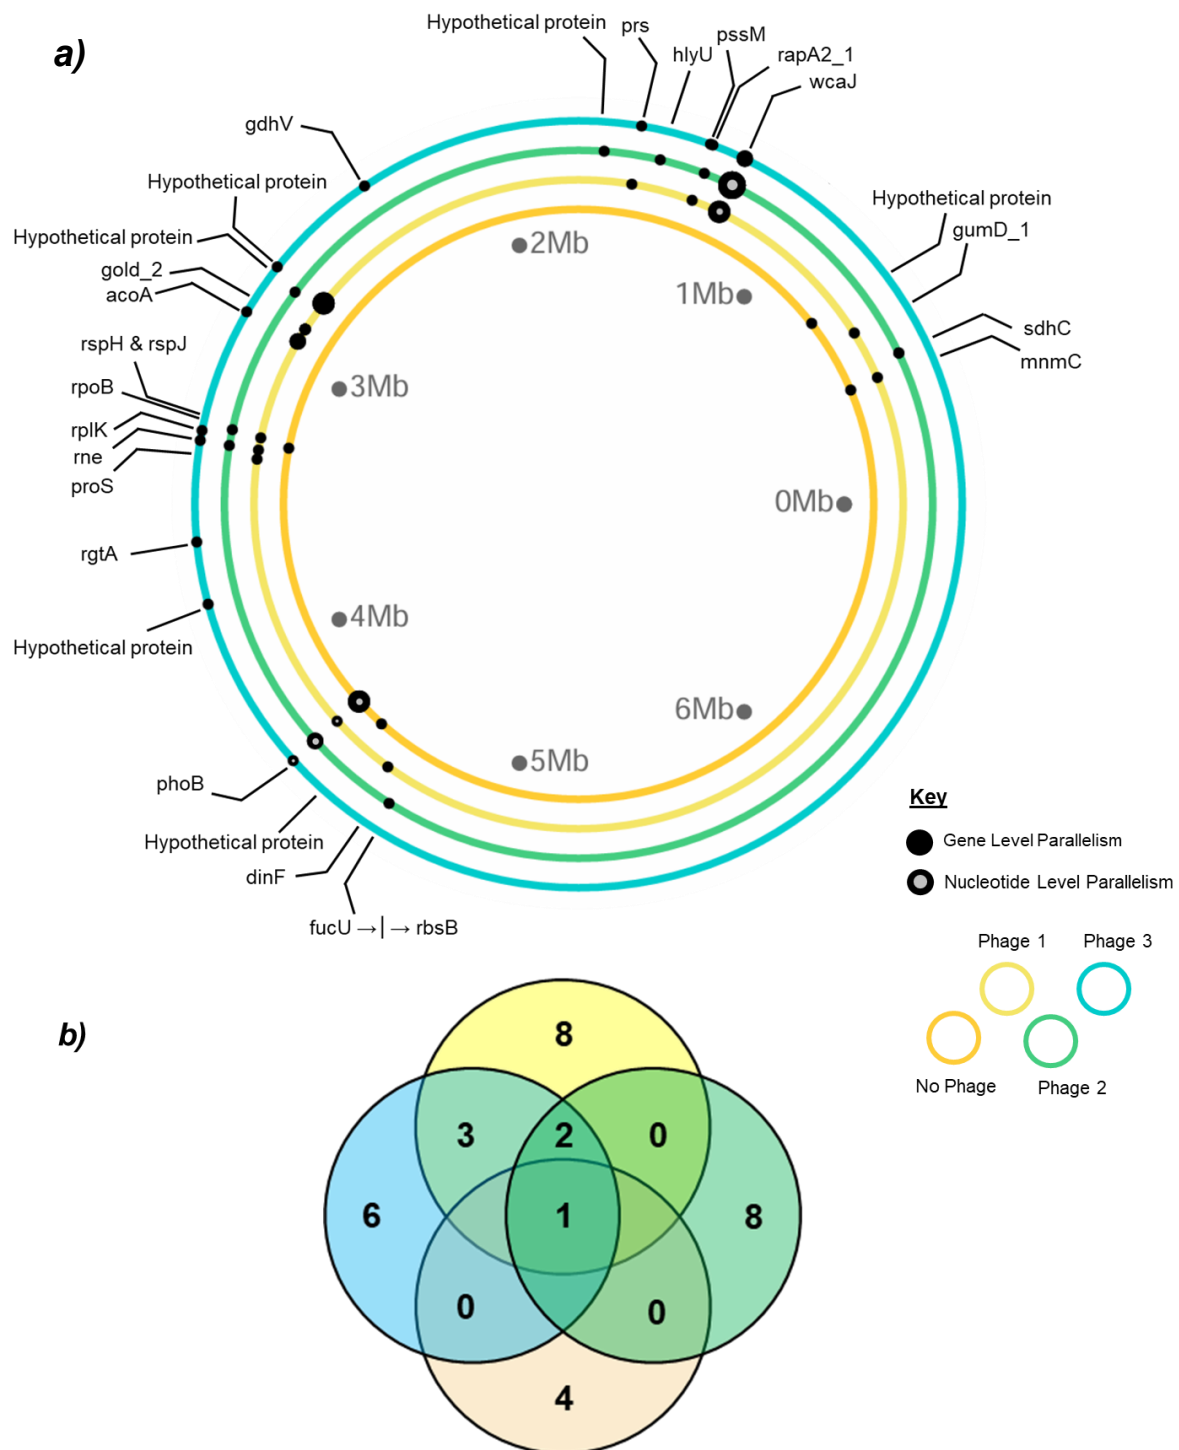 a)
Hypothetical protein
prs
pssM
hlyU
rapA2_1
wcaJ
gdhV
Hypothetical protein
Hypothetical protein
gumD_1
Hypothetical protein
gold_2
acoA
sdhC
mnmC
rspH & rspJ
rpoB
rplK
rne
proS
rgtA
Hypothetical protein
phoB
Hypothetical protein
dinF
fucU →|→ rbsB
2Mb
1Mb
3Mb
0Mb
4Mb
6Mb
5Mb
Key
Gene Level Parallelism
Nucleotide Level Parallelism
Phage 1
Phage 3
No Phage
Phage 2
b)
8
3
2
0
6
1
8
0
0
4